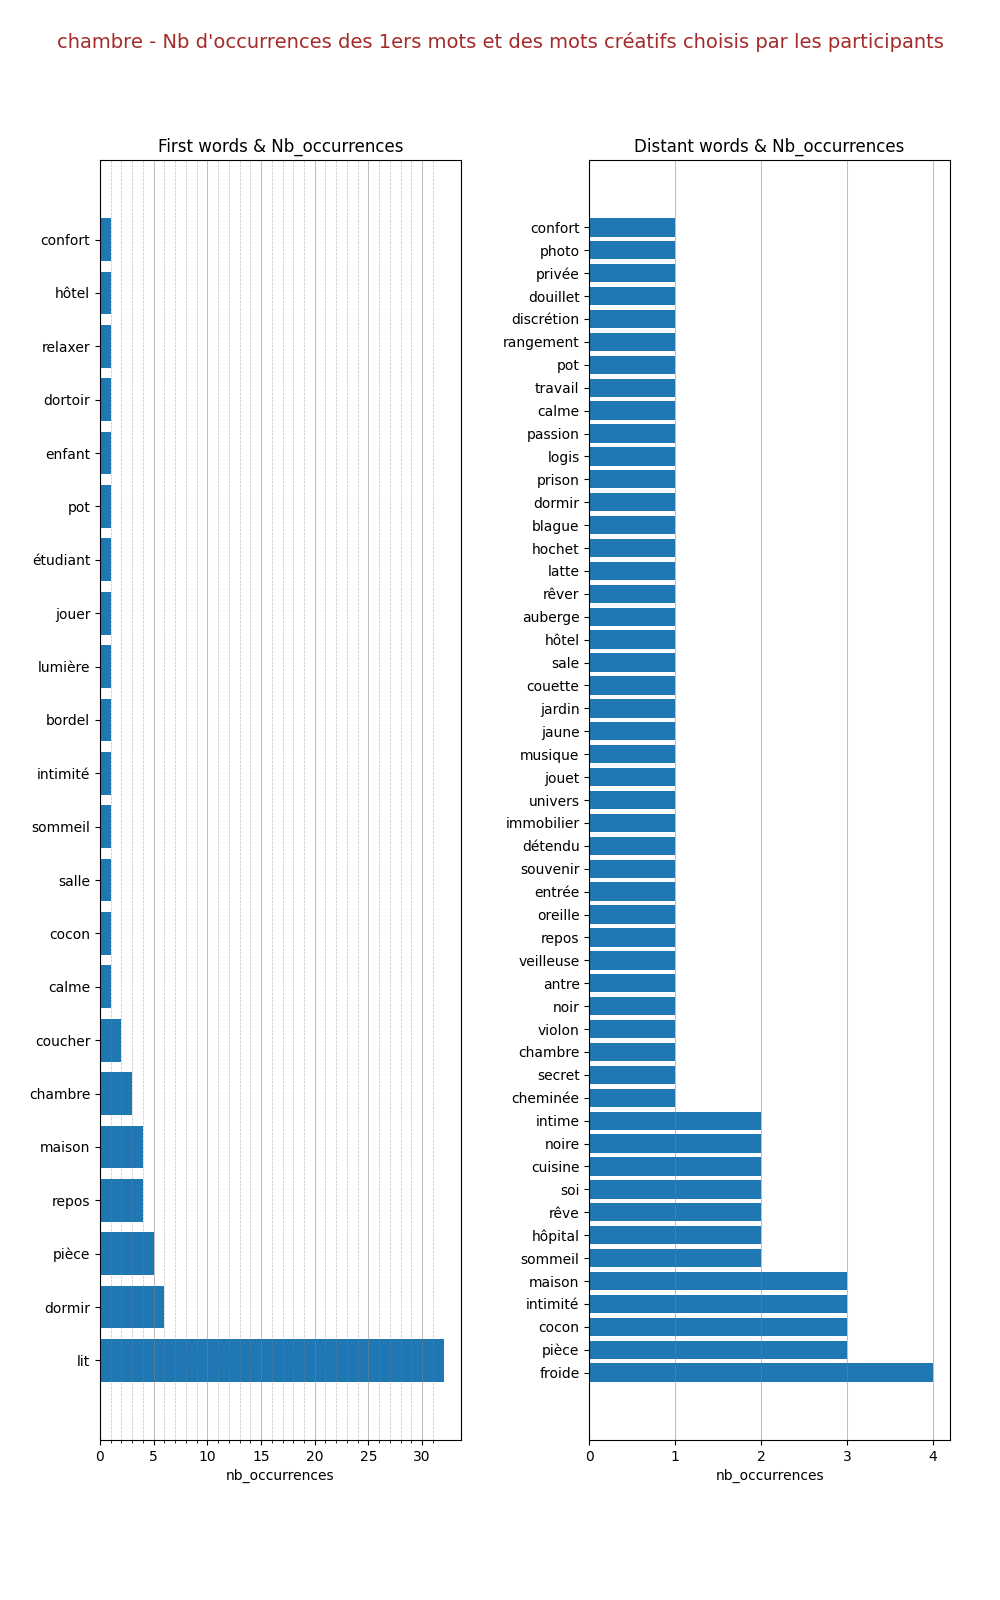 chambre - Nb d'occurrences des 1ers mots et des mots créatifs choisis par les participants
First words & Nb_occurrences
confort
hôtel
relaxer
dortoir
enfant
pot
étudiant
jouer
lumière
bordel
intimité
sommeil
salle
cocon
calme
coucher
chambre
maison
repos
pièce
dormir
lit
0 5 10 15 20 25 30
nb_occurrences
Distant words & Nb_occurrences
confort
photo
privée
douillet
discrétion
rangement
pot
travail
calme
passion
logis
prison
dormir
blague
hochet
latte
rêver
auberge
hôtel
sale
couette
jardin
jaune
musique
jouet
univers
immobilier
détendu
souvenir
entrée
oreille
repos
veilleuse
antre
noir
violon
chambre
secret
cheminée
intime
noire
cuisine
soi
rêve
hôpital
sommeil
maison
intimité
cocon
pièce
froide
0 1 2 3 4
nb_occurrences